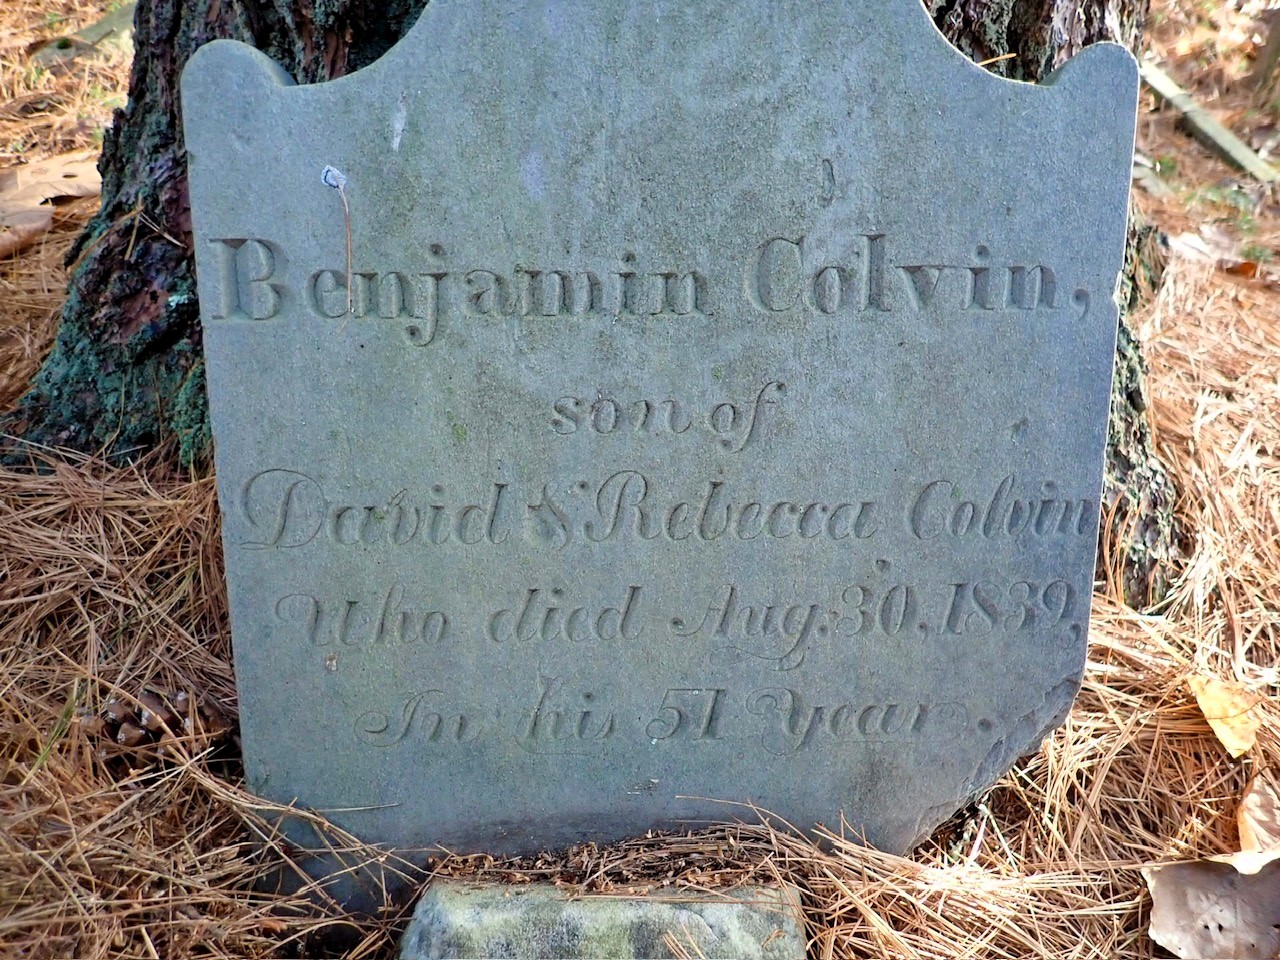 Benjamin Colvin,
son of
David & Rebecca Colvin
Who died Aug. 30, 1839,
In his 51 Year.